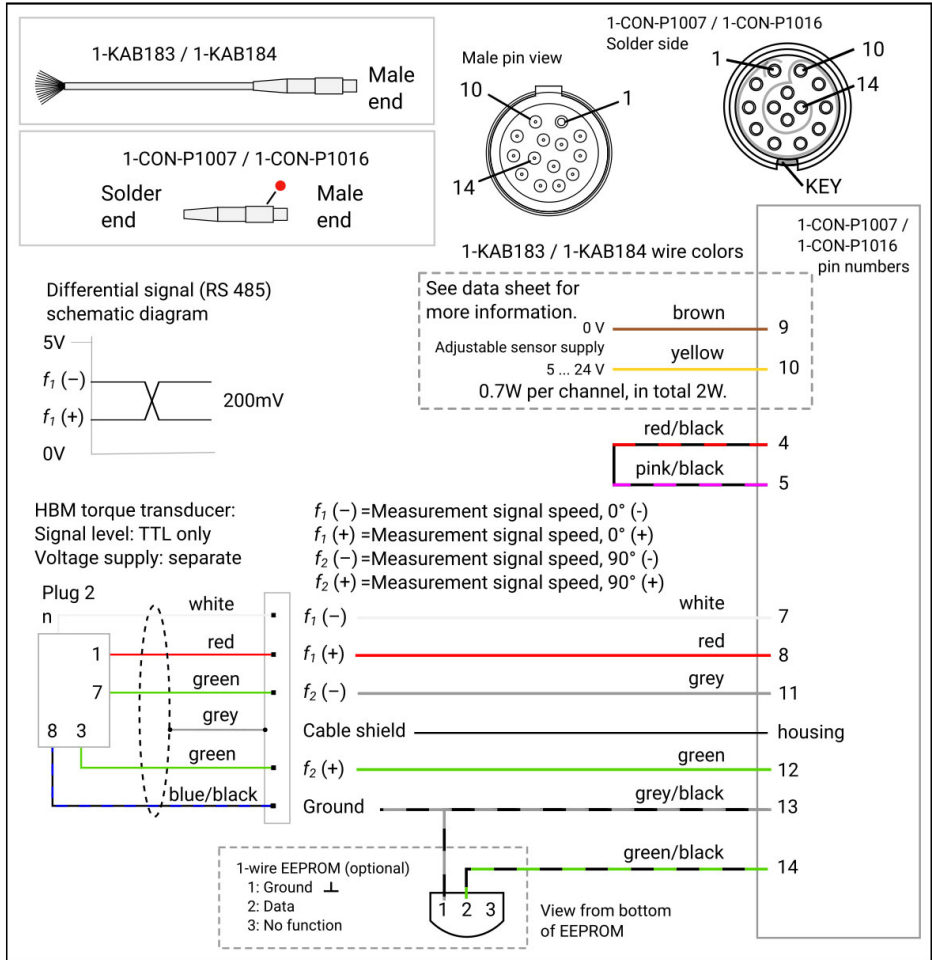 1-KAB183 / 1-KAB184
Male
end
1-CON-P1007 / 1-CON-P1016
Solder
end
Male
end
Male pin view
10
1
14
1-CON-P1007 / 1-CON-P1016
Solder side
1
10
14
KEY
1-KAB183 / 1-KAB184 wire colors
1-CON-P1007 /
1-CON-P1016
pin numbers
See data sheet for
more information.
0 V
brown
9
Adjustable sensor supply
5 ... 24 V
yellow
10
0.7W per channel, in total 2W.
red/black
4
pink/black
5
Differential signal (RS 485)
schematic diagram
5V
f₁ (−)
f₁ (+)
200mV
0V
HBM torque transducer:
Signal level: TTL only
Voltage supply: separate
f₁ (−) =Measurement signal speed, 0° (-)
f₁ (+) =Measurement signal speed, 0° (+)
f₂ (−) =Measurement signal speed, 90° (-)
f₂ (+) =Measurement signal speed, 90° (+)
Plug 2
n
white
f₁ (−)
white
7
1
red
f₁ (+)
red
8
7
green
f₂ (−)
grey
11
8 3
grey
Cable shield
housing
green
f₂ (+)
green
12
blue/black
Ground
grey/black
13
1-wire EEPROM (optional)
1: Ground
2: Data
3: No function
1 2 3
green/black
14
View from bottom
of EEPROM